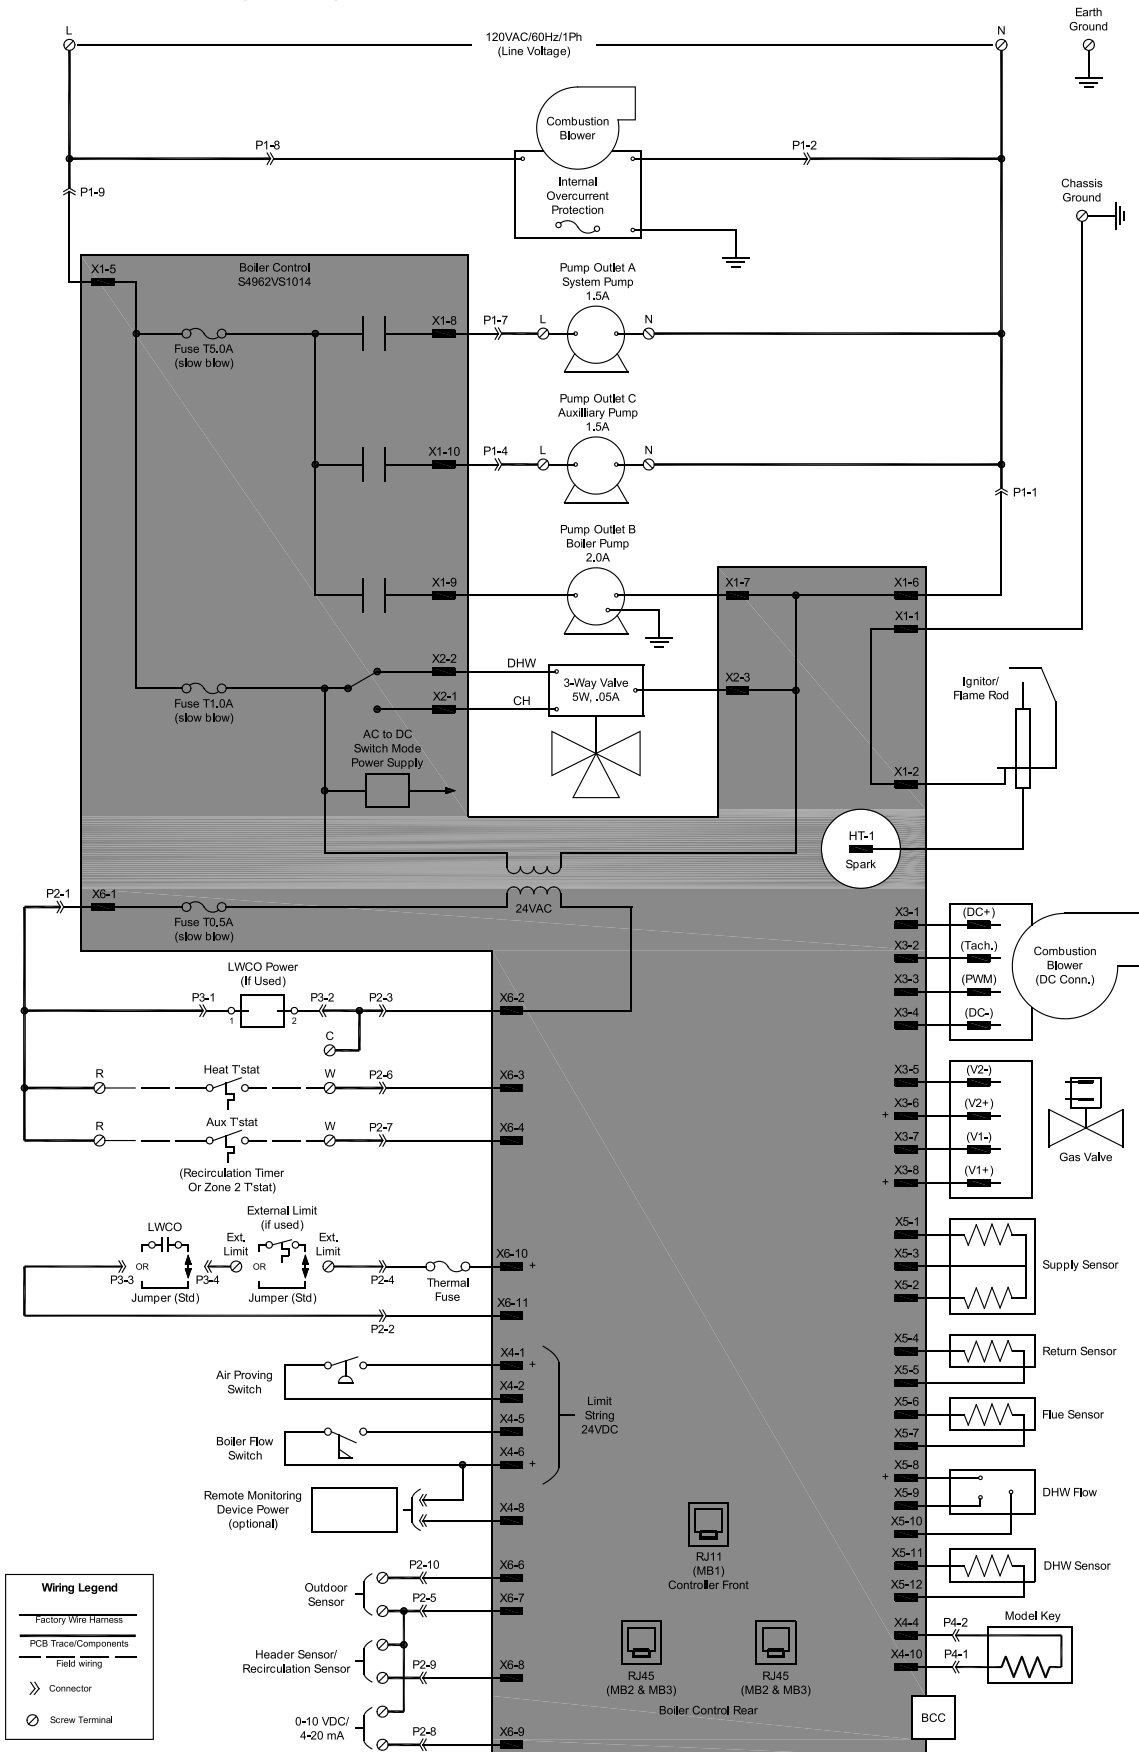 L
120VAC/60Hz/1Ph
(Line Voltage)
N
Earth
Ground
Combustion
Blower
P1-8
P1-2
P1-9
Internal
Overcurrent
Protection
Chassis
Ground
X1-5
Boiler Control
S4962VS1014
Pump Outlet A
System Pump
1.5A
X1-8
P1-7
L
N
Fuse T5.0A
(slow blow)
Pump Outlet C
Auxilliary Pump
1.5A
X1-10
P1-4
L
N
P1-1
Pump Outlet B
Boiler Pump
2.0A
X1-9
X1-7
X1-6
X1-1
X2-2
DHW
3-Way Valve
5W, .05A
X2-3
X2-1
CH
Fuse T1.0A
(slow blow)
Ignitor/
Flame Rod
AC to DC
Switch Mode
Power Supply
X1-2
HT-1
Spark
P2-1
X6-1
24VAC
Fuse T0.5A
(slow blow)
X3-1
(DC+)
X3-2
(Tach.)
X3-3
(PWM)
X3-4
(DC-)
Combustion
Blower
(DC Conn.)
LWCO Power
(If Used)
P3-1
1
2
P3-2
P2-3
X6-2
C
Heat T'stat
R
W
P2-6
X6-3
Aux T'stat
R
W
P2-7
X6-4
(Recirculation Timer
Or Zone 2 T'stat)
X3-5
(V2-)
X3-6
(V2+)
+
X3-7
(V1-)
X3-8
(V1+)
+
Gas Valve
LWCO
OR
P3-3
P3-4
Jumper (Std)
Ext.
Limit
External Limit
(if used)
OR
Jumper (Std)
Ext.
Limit
P2-4
Thermal
Fuse
X6-10
+
X6-11
P2-2
X5-1
X5-3
X5-2
Supply Sensor
Air Proving
Switch
X4-1
+
X4-2
Boiler Flow
Switch
X4-5
X4-6
+
Limit
String
24VDC
X5-4
X5-5
Return Sensor
X5-6
X5-7
Flue Sensor
Remote Monitoring
Device Power
(optional)
X4-8
X5-8
+
X5-9
X5-10
DHW Flow
RJ11
(MB1)
Controller Front
X5-11
X5-12
DHW Sensor
Outdoor
Sensor
P2-10
X6-6
P2-5
X6-7
Header Sensor/
Recirculation Sensor
P2-9
X6-8
0-10 VDC/
4-20 mA
P2-8
X6-9
RJ45
(MB2 & MB3)
RJ45
(MB2 & MB3)
Boiler Control Rear
X4-4
P4-2
X4-10
P4-1
Model Key
BCC
Wiring Legend
Factory Wire Harness
PCB Trace/Components
Field wiring
Connector
Screw Terminal